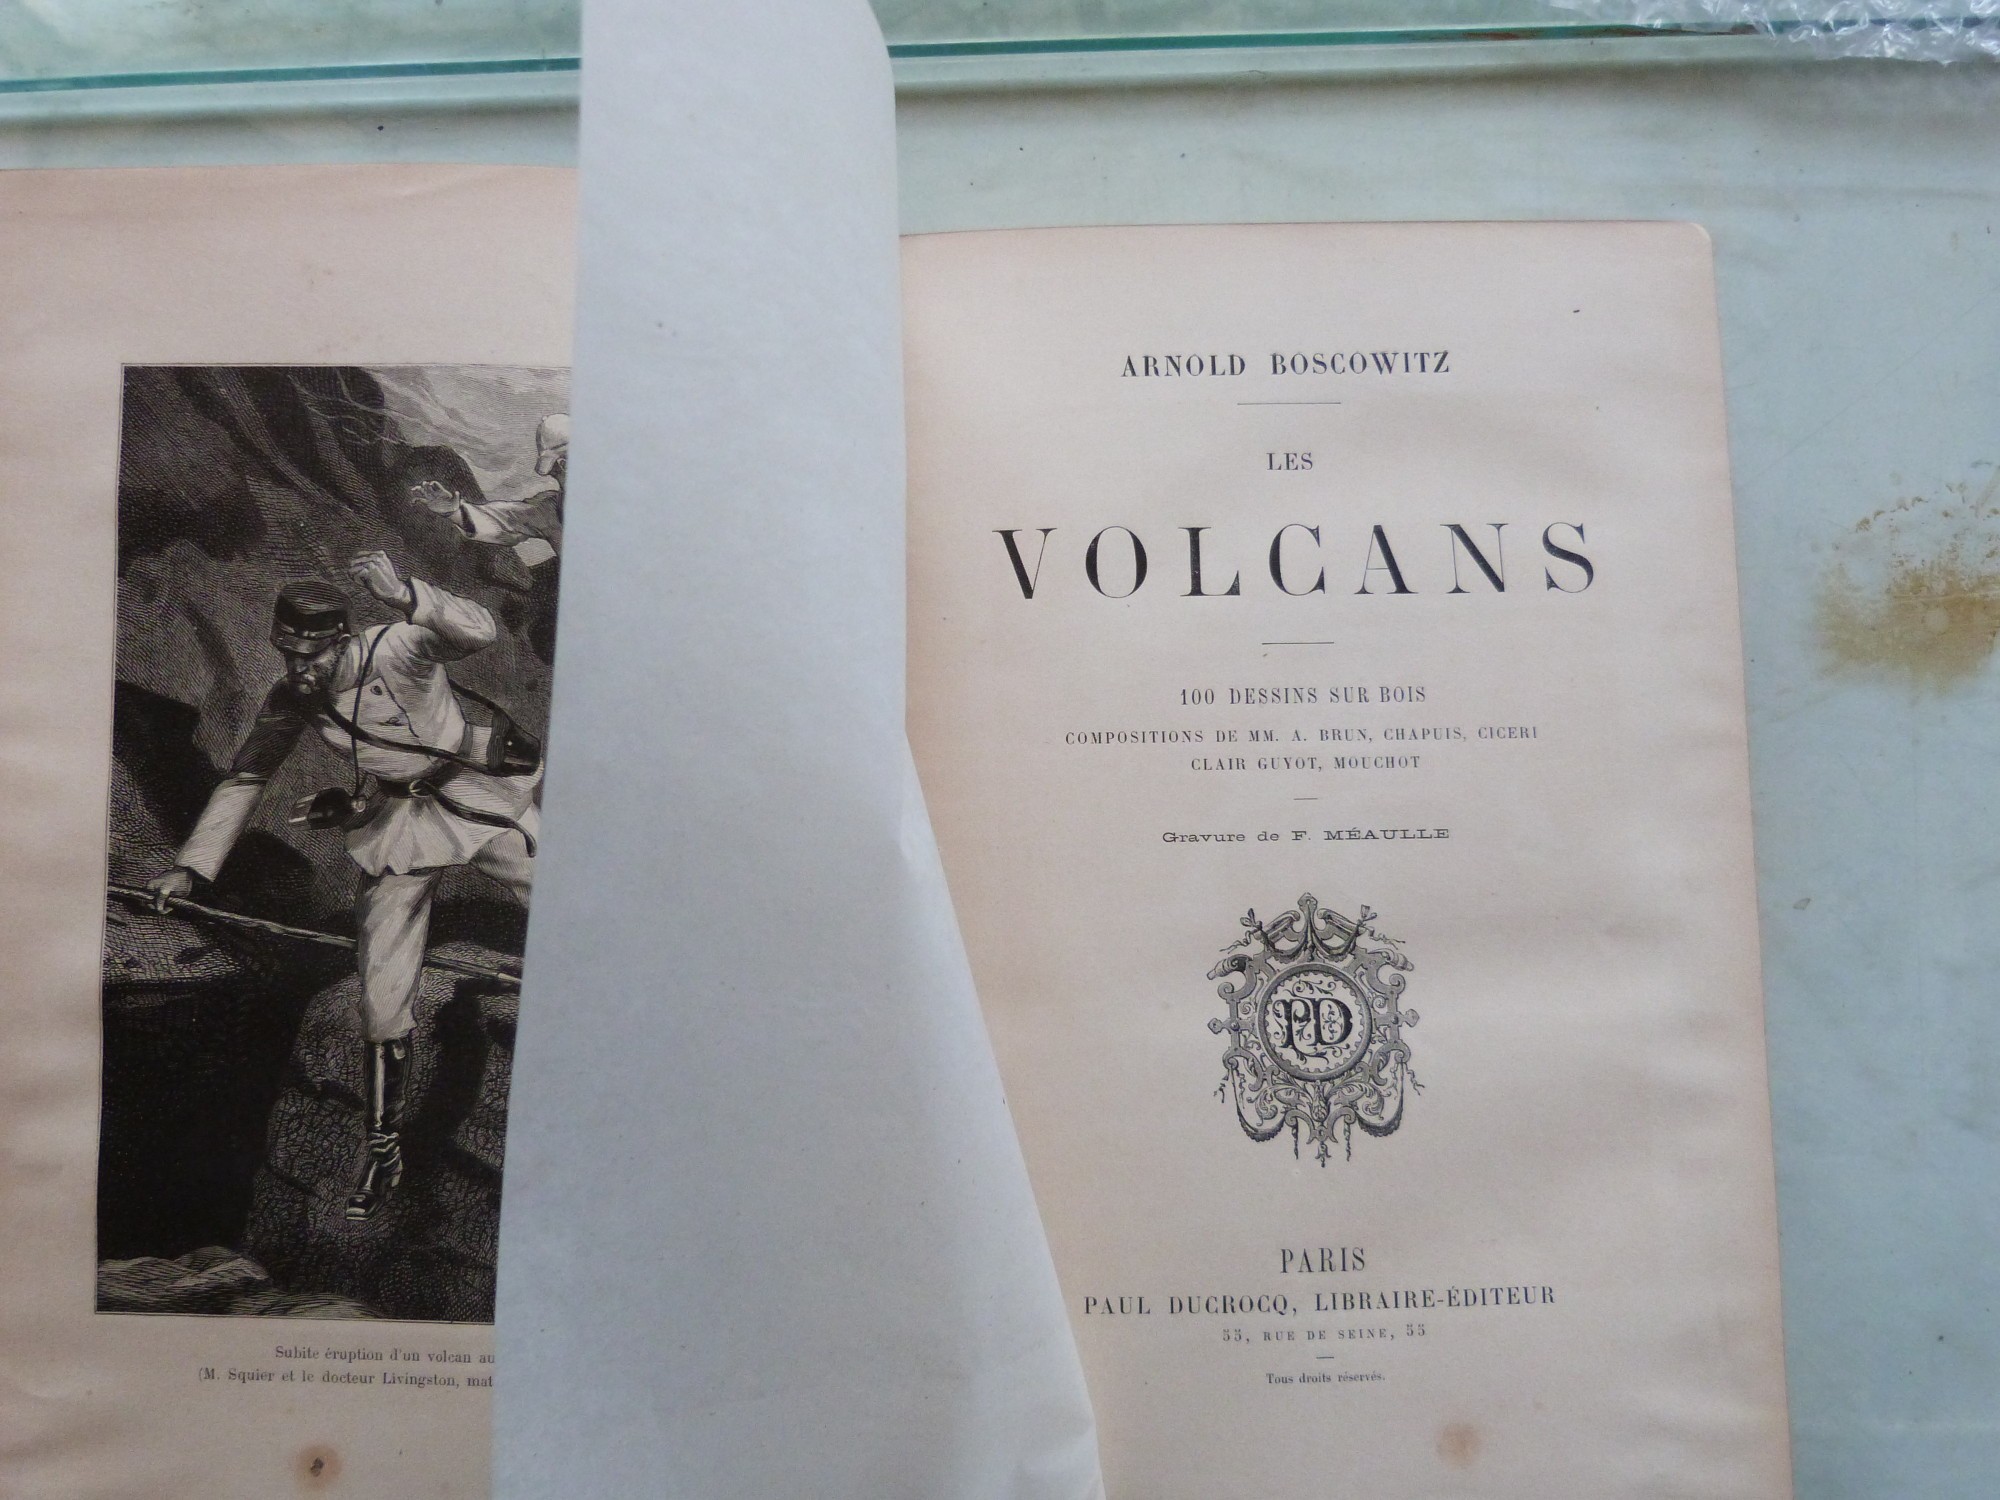 Subite éruption d'un volcan au
(M. Squier et le docteur Livingston, mat
ARNOLD BOSCOWITZ
LES
VOLCANS
100 DESSINS SUR BOIS
COMPOSITIONS DE MM. A. BRUN, CHAPUIS, CICERI
CLAIR GUYOT, MOUCHOT
Gravure de F. MÉAULLE
PD
PARIS
PAUL DUCROCQ, LIBRAIRE-ÉDITEUR
55, RUE DE SEINE, 55
Tous droits réservés.